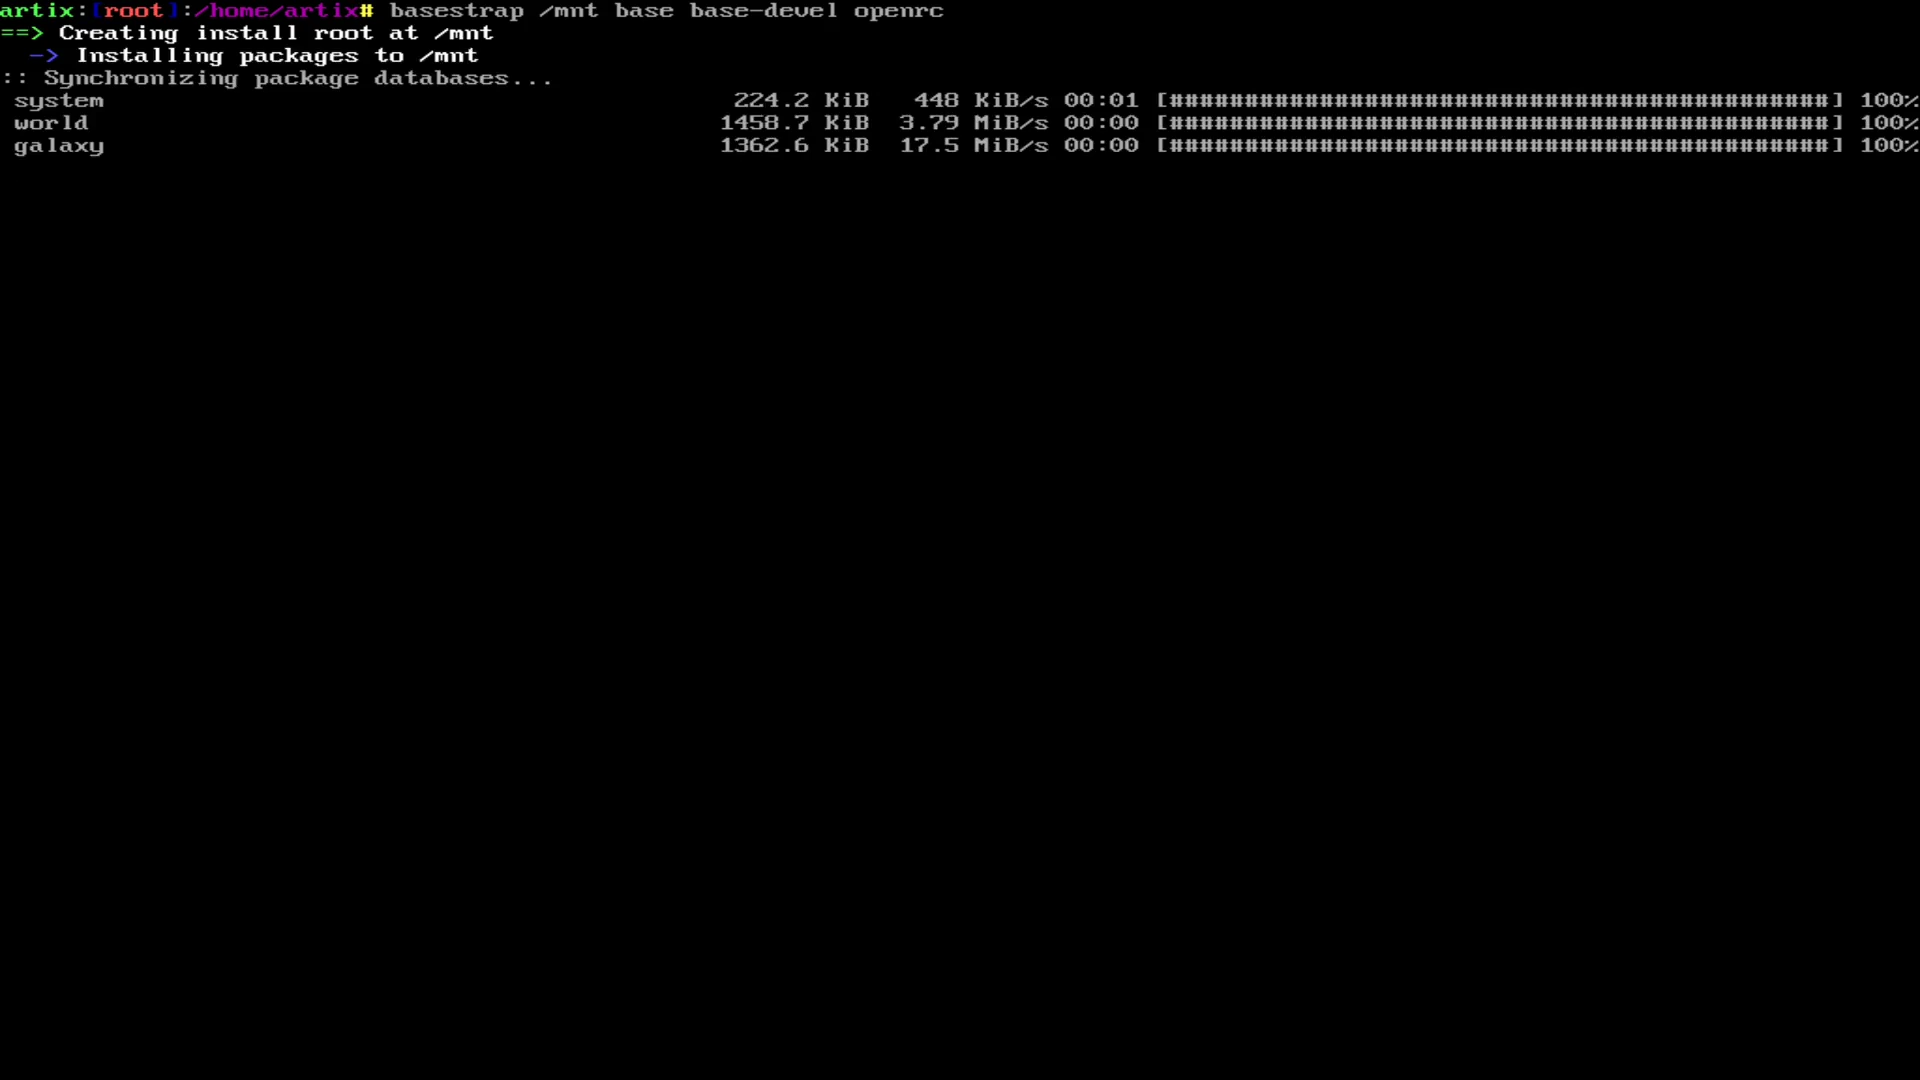 artix:[root]:/home/artix# basestrap /mnt base base-devel openrc
==> Creating install root at /mnt
  -> Installing packages to /mnt
:: Synchronizing package databases...
 system 224.2 KiB 448 KiB/s 00:01 [############################################] 100%
 world 1458.7 KiB 3.79 MiB/s 00:00 [############################################] 100%
 galaxy 1362.6 KiB 17.5 MiB/s 00:00 [############################################] 100%